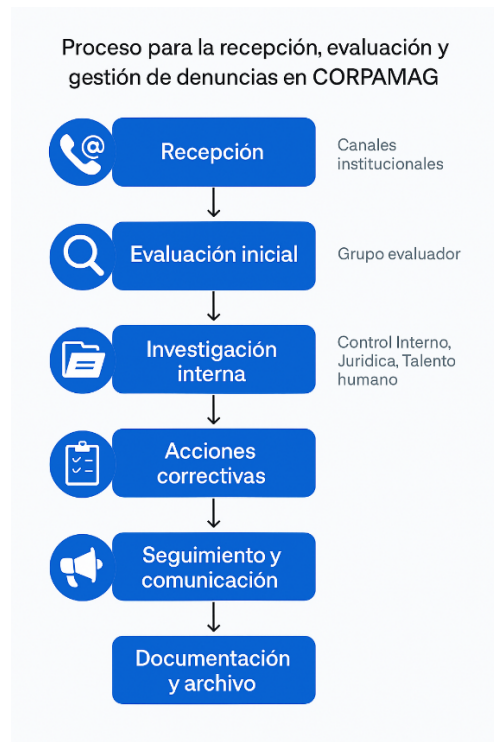 Proceso para la recepción, evaluación y
gestión de denuncias en CORPAMAG
@
Recepción
Canales
institucionales
Evaluación inicial
Grupo evaluador
Investigación
interna
Control Interno,
Juridica, Talento
humano
Acciones
correctivas
Seguimiento y
comunicación
Documentación
y archivo